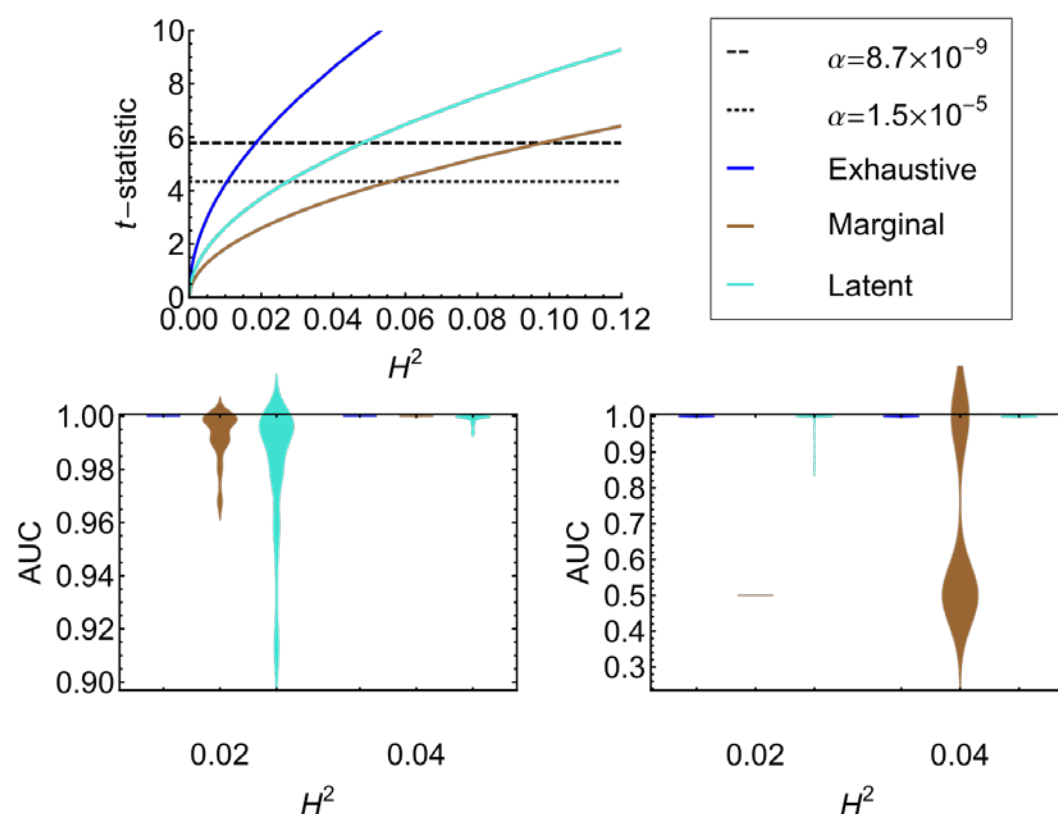 10
8
6
4
2
0
t−statistic
0.00 0.02 0.04 0.06 0.08 0.10 0.12
H²
α=8.7×10⁻⁹
α=1.5×10⁻⁵
Exhaustive
Marginal
Latent
1.00
0.98
0.96
0.94
0.92
0.90
AUC
0.02 0.04
H²
1.0
0.9
0.8
0.7
0.6
0.5
0.4
0.3
AUC
0.02 0.04
H²